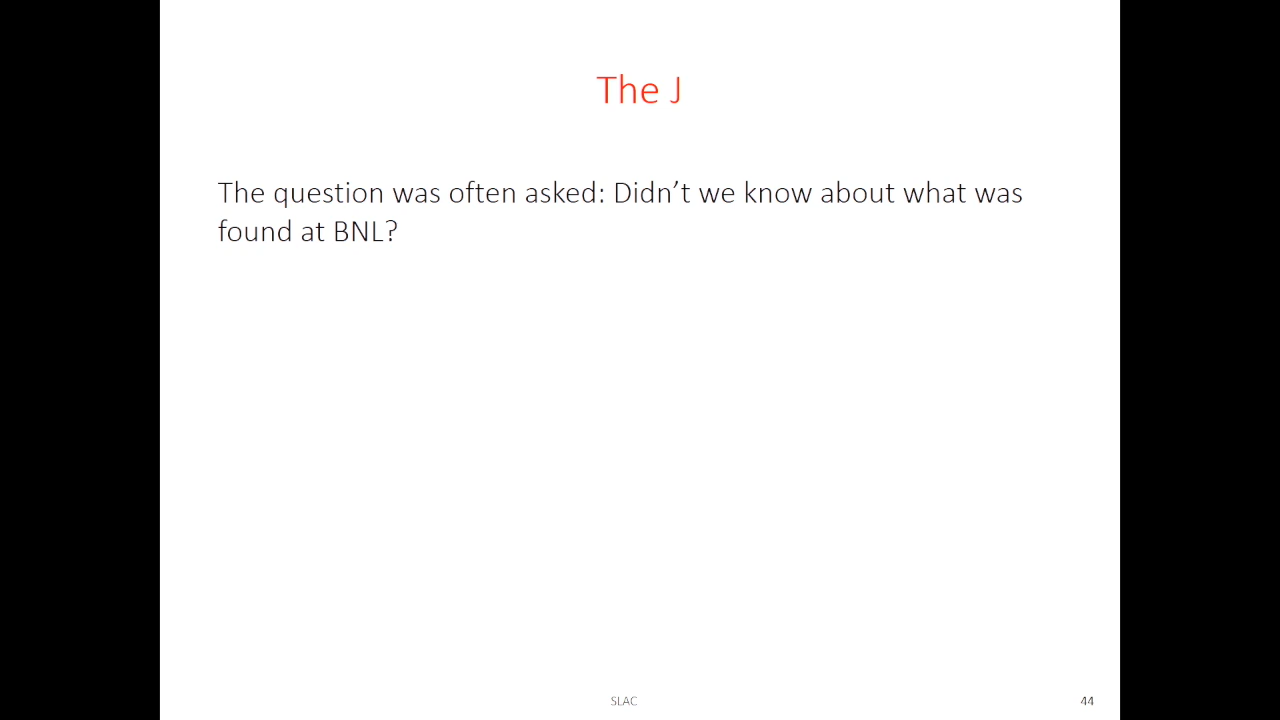 The J
The question was often asked: Didn’t we know about what was
found at BNL?
SLAC
44